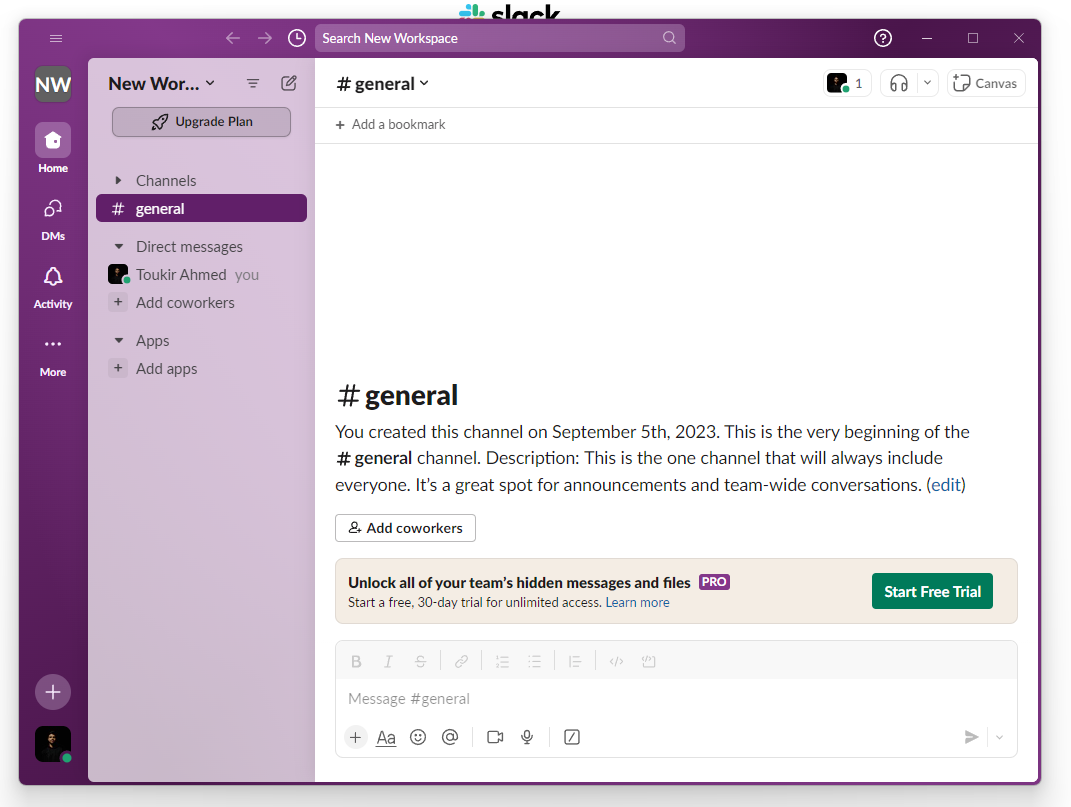 slack
Search New Workspace
NW
New Wor...
# general
1
Canvas
Upgrade Plan
+ Add a bookmark
Home
Channels
# general
DMs
Direct messages
Toukir Ahmed you
+ Add coworkers
Activity
Apps
+ Add apps
More
# general
You created this channel on September 5th, 2023. This is the very beginning of the
# general channel. Description: This is the one channel that will always include
everyone. It’s a great spot for announcements and team-wide conversations. (edit)
Add coworkers
Unlock all of your team’s hidden messages and files PRO
Start a free, 30-day trial for unlimited access. Learn more
Start Free Trial
B I S
Message #general
+ Aa @